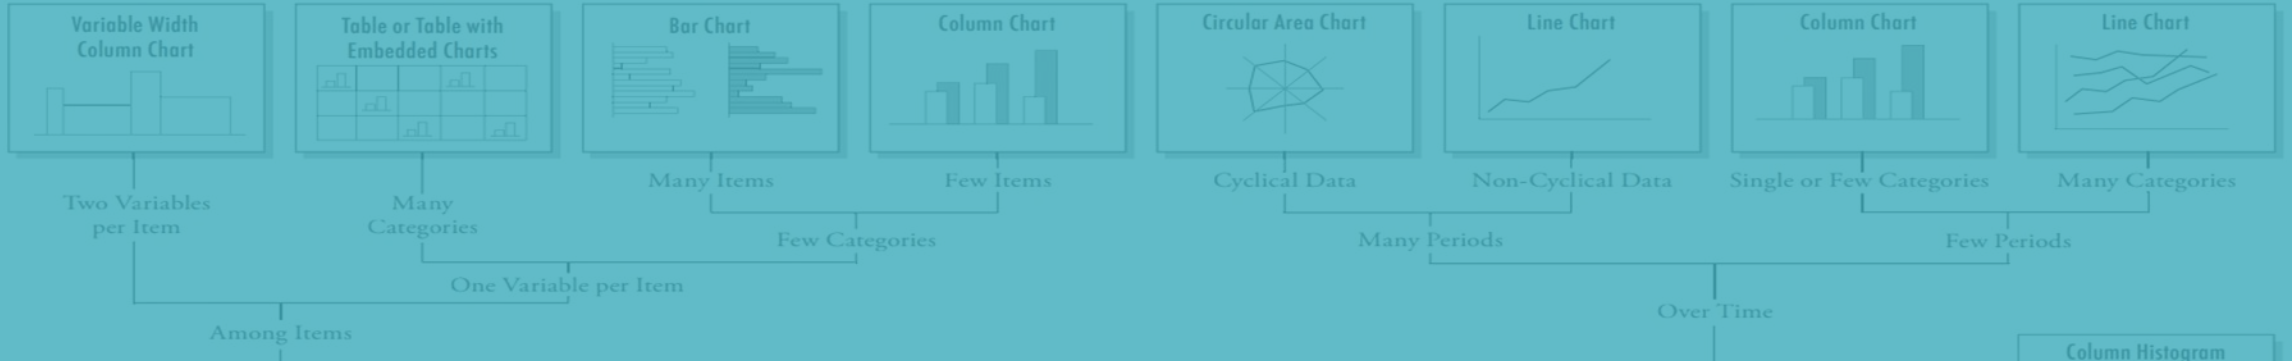 Variable Width
Column Chart
Table or Table with
Embedded Charts
Bar Chart
Column Chart
Circular Area Chart
Line Chart
Column Chart
Line Chart
Two Variables
per Item
Many
Categories
Many Items
Few Items
Cyclical Data
Non-Cyclical Data
Single or Few Categories
Many Categories
Few Categories
Many Periods
Few Periods
One Variable per Item
Over Time
Among Items
Column Histogram